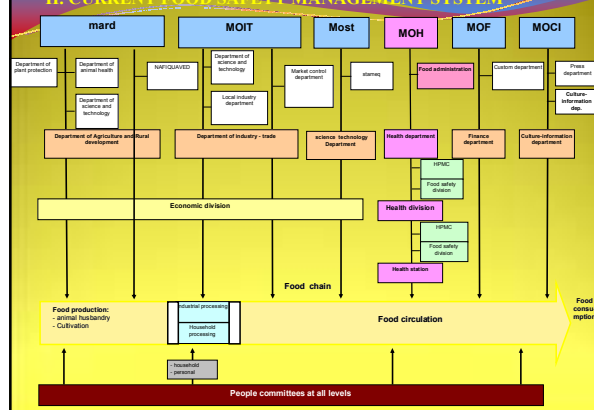 II. CURRENT FOOD SAFETY MANAGEMENT SYSTEM
mard
MOIT
Most
MOH
MOF
MOCI
Department of
plant protection
Department of
animal health
NAFIQUAVED
Department of
science and
technology
Market control
department
stameq
Food administration
Custom department
Press
department
Department of
science and
technology
Local industry
department
Culture-
information
dep.
Department of Agriculture and Rural
development
Department of industry - trade
science technology
Department
Health department
Finance
department
Culture-information
department
HPMC
Food safety
division
Economic division
Health division
HPMC
Food safety
division
Health station
Food chain
Food production:
- animal husbandry
- Cultivation
Industrial processing
Household
processing
Food circulation
Food
consu
mption
- household
- personal
People committees at all levels